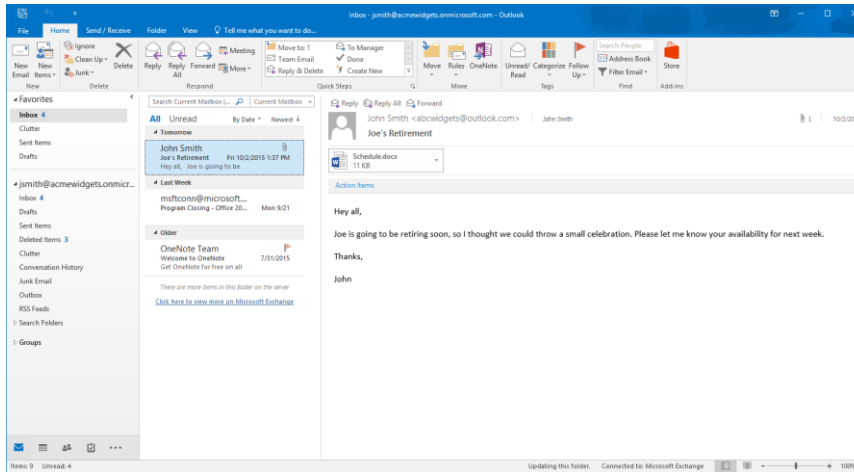 Inbox - jsmith@acmewidgets.onmicrosoft.com - Outlook
File Home Send / Receive Folder View Tell me what you want to do...
New Email
New Items
Ignore
Clean Up
Junk
Delete
Reply
Reply All
Forward
Meeting
More
Move to: ?
Team Email
Reply & Delete
To Manager
Done
Create New
Move
Rules
OneNote
Unread/ Read
Categorize
Follow Up
Search People
Address Book
Filter Email
Store
New Delete Respond Quick Steps Move Tags Find Add-ins
Favorites
Inbox 4
Clutter
Sent Items
Drafts
jsmith@acmewidgets.onmicr...
Inbox 4
Drafts
Sent Items
Deleted Items 3
Clutter
Conversation History
Junk Email
Outbox
RSS Feeds
Search Folders
Groups
Items: 9 Unread: 4
Search Current Mailbox (... Current Mailbox
All Unread By Date Newest ↓
Tomorrow
John Smith
Joe's Retirement Fri 10/2/2015 1:37 PM
Hey all, Joe is going to be
Last Week
msftconn@microsoft....
Program Closing - Office 20... Mon 9/21
Older
OneNote Team
Welcome to OneNote 7/31/2015
Get OneNote for free on all
There are more items in this folder on the server
Click here to view more on Microsoft Exchange
Reply Reply All Forward
John Smith <abcwidgets@outlook.com> John Smith 1 10/2/20
Joe's Retirement
Schedule.docx
11 KB
Action Items
Hey all,
Joe is going to be retiring soon, so I thought we could throw a small celebration. Please let me know your availability for next week.
Thanks,
John
Updating this folder. Connected to: Microsoft Exchange 100%